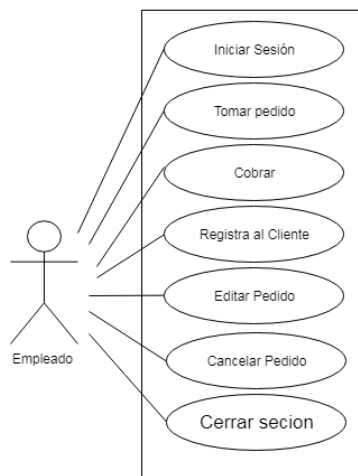 Iniciar Sesión
Tomar pedido
Cobrar
Registra al Cliente
Editar Pedido
Empleado
Cancelar Pedido
Cerrar secion